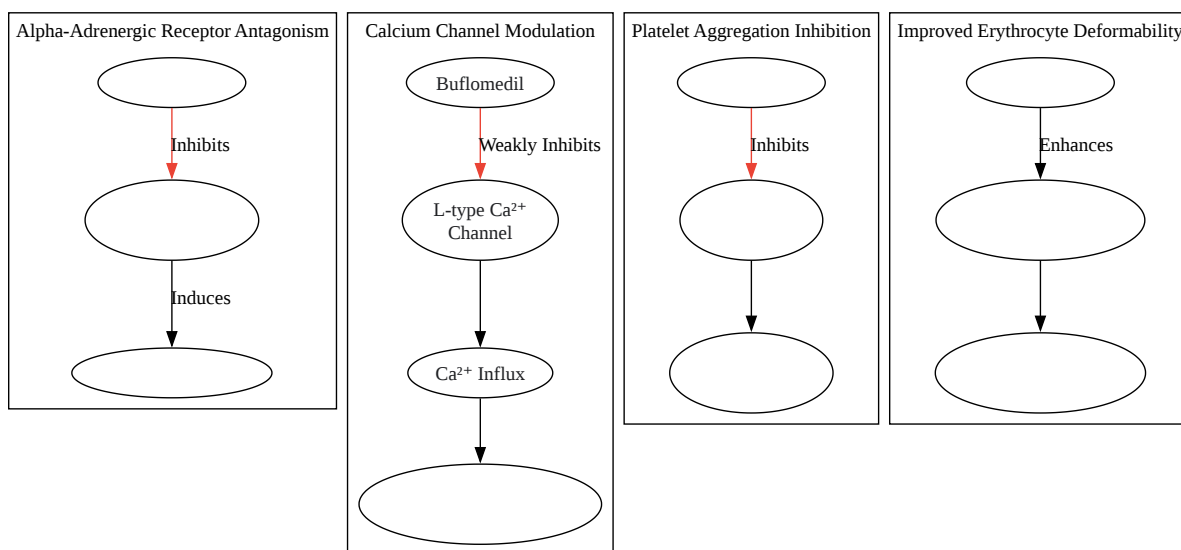 Alpha-Adrenergic Receptor Antagonism
Inhibits
Induces
Calcium Channel Modulation
Buflomedil
Weakly Inhibits
L-type Ca²⁺
Channel
Ca²⁺ Influx
Platelet Aggregation Inhibition
Inhibits
Improved Erythrocyte Deformability
Enhances